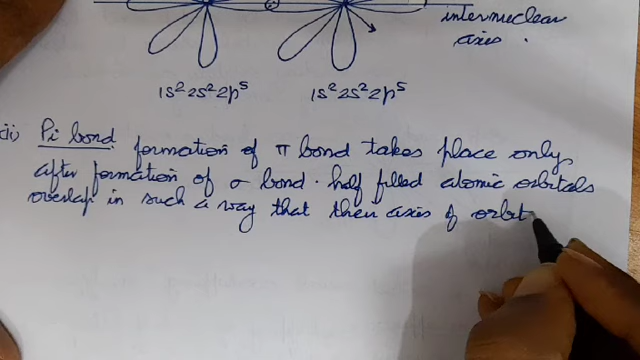 internuclear
axis .
1s² 2s² 2p⁵ 1s² 2s² 2p⁵
ii) Pi bond formation of π bond takes place only
after formation of σ bond . half filled atomic orbitals
overlap in such a way that their axis of orbit